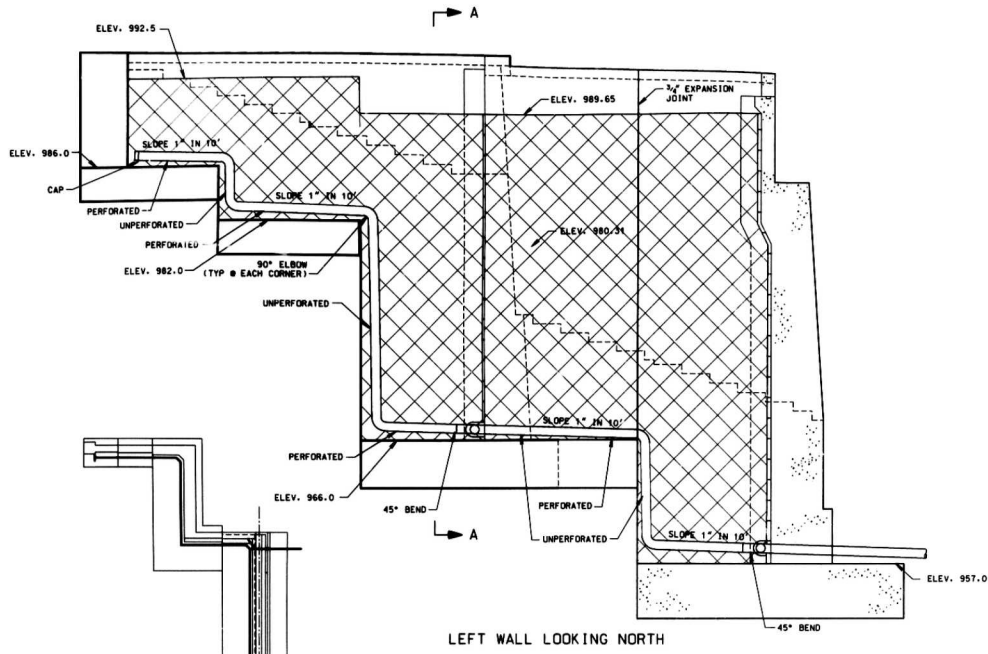 A
ELEV. 992.5
3/4" EXPANSION
JOINT
ELEV. 989.65
SLOPE 1" IN 10'
ELEV. 986.0
CAP
SLOPE 1" IN 10'
PERFORATED
UNPERFORATED
ELEV. 980.31
PERFORATED
90° ELBOW
ELEV. 982.0
(TYP @ EACH CORNER)
UNPERFORATED
SLOPE 1" IN 10'
PERFORATED
ELEV. 966.0
PERFORATED
45° BEND
A
UNPERFORATED
SLOPE 1" IN 10'
ELEV. 957.0
45° BEND
LEFT WALL LOOKING NORTH